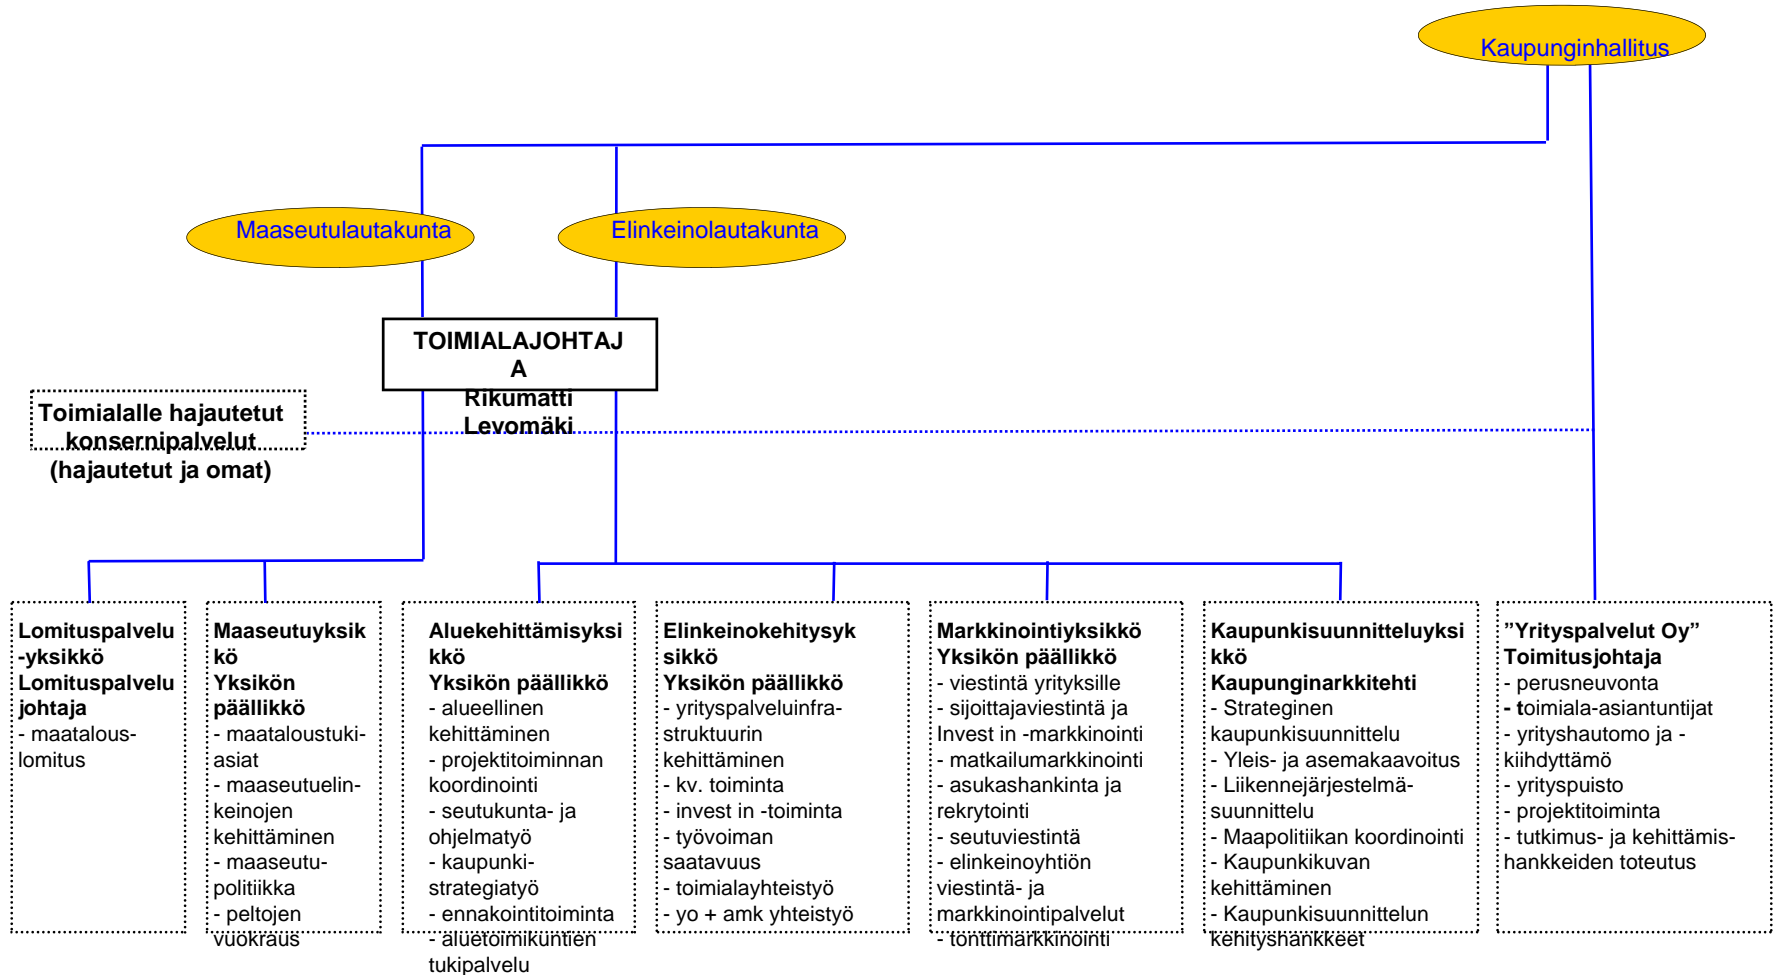 Kaupunginhallitus
Maaseutulautakunta
Elinkeinolautakunta
TOIMIALAJOHTAJ
A
Rikumatti
Levomäki
Toimialalle hajautetut
konsernipalvelut
(hajautetut ja omat)
Lomituspalvelu
-yksikkö
Lomituspalvelu
johtaja
- maatalous-
lomitus
Maaseutuyksik
kö
Yksikön
päällikkö
- maataloustuki-
asiat
- maaseutuelin-
keinojen
kehittäminen
- maaseutu-
politiikka
- peltojen
vuokraus
Aluekehittämisyksi
kkö
Yksikön päällikkö
- alueellinen
kehittäminen
- projektitoiminnan
koordinointi
- seutukunta- ja
ohjelmatyö
- kaupunki-
strategiatyö
- ennakointitoiminta
- aluetoimikuntien
tukipalvelu
Elinkeinokehitysyk
sikkö
Yksikön päällikkö
- yrityspalveluinfra-
struktuurin
kehittäminen
- kv. toiminta
- invest in -toiminta
- työvoiman
saatavuus
- toimialayhteistyö
- yo + amk yhteistyö
Markkinointiyksikkö
Yksikön päällikkö
- viestintä yrityksille
- sijoittajaviestintä ja
Invest in -markkinointi
- matkailumarkkinointi
- asukashankinta ja
rekrytointi
- seutuviestintä
- elinkeinoyhtiön
viestintä- ja
markkinointipalvelut
- tonttimarkkinointi
Kaupunkisuunnitteluyksi
kkö
Kaupunginarkkitehti
- Strateginen
kaupunkisuunnittelu
- Yleis- ja asemakaavoitus
- Liikennejärjestelmä-
suunnittelu
- Maapolitiikan koordinointi
- Kaupunkikuvan
kehittäminen
- Kaupunkisuunnittelun
kehityshankkeet
”Yrityspalvelut Oy”
Toimitusjohtaja
- perusneuvonta
- toimiala-asiantuntijat
- yrityshautomo ja -
kiihdyttämö
- yrityspuisto
- projektitoiminta
- tutkimus- ja kehittämis-
hankkeiden toteutus